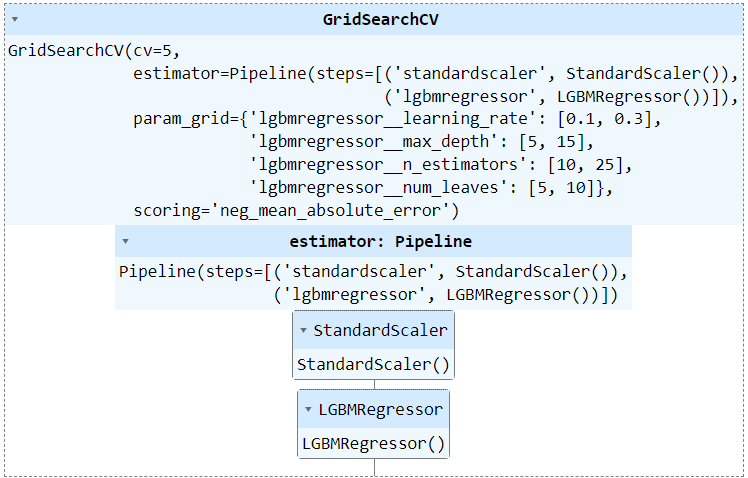 GridSearchCV
GridSearchCV(cv=5,
estimator=Pipeline(steps=[('standardscaler', StandardScaler()),
('lgbmregressor', LGBMRegressor())]),
param_grid={'lgbmregressor__learning_rate': [0.1, 0.3],
'lgbmregressor__max_depth': [5, 15],
'lgbmregressor__n_estimators': [10, 25],
'lgbmregressor__num_leaves': [5, 10]},
scoring='neg_mean_absolute_error')
estimator: Pipeline
Pipeline(steps=[('standardscaler', StandardScaler()),
('lgbmregressor', LGBMRegressor())])
StandardScaler
StandardScaler()
LGBMRegressor
LGBMRegressor()